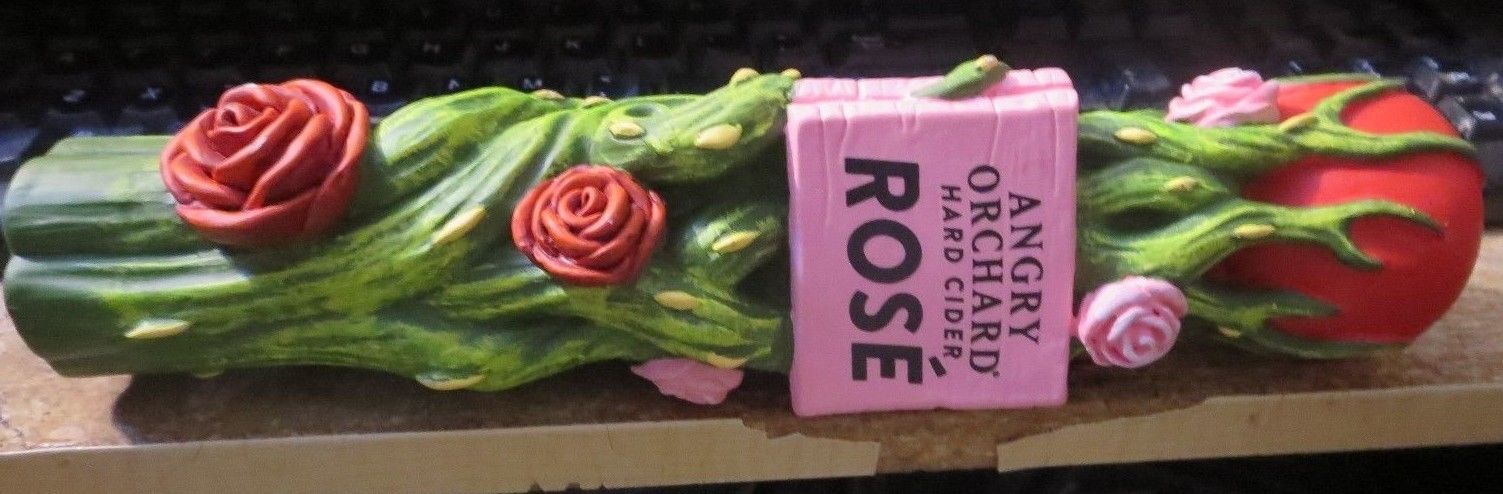 ANGRY
ORCHARD®
HARD CIDER
ROSÉ